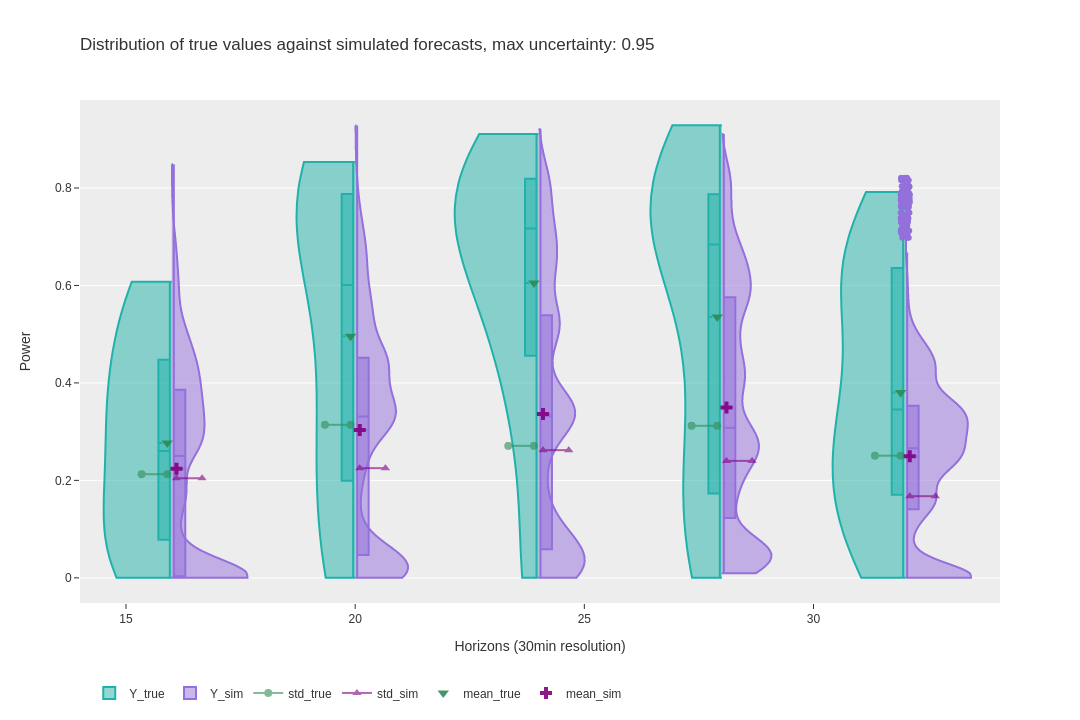 Distribution of true values against simulated forecasts, max uncertainty: 0.95
Power
0.8
0.6
0.4
0.2
0
15
20
25
30
Horizons (30min resolution)
Y_true
Y_sim
std_true
std_sim
mean_true
mean_sim